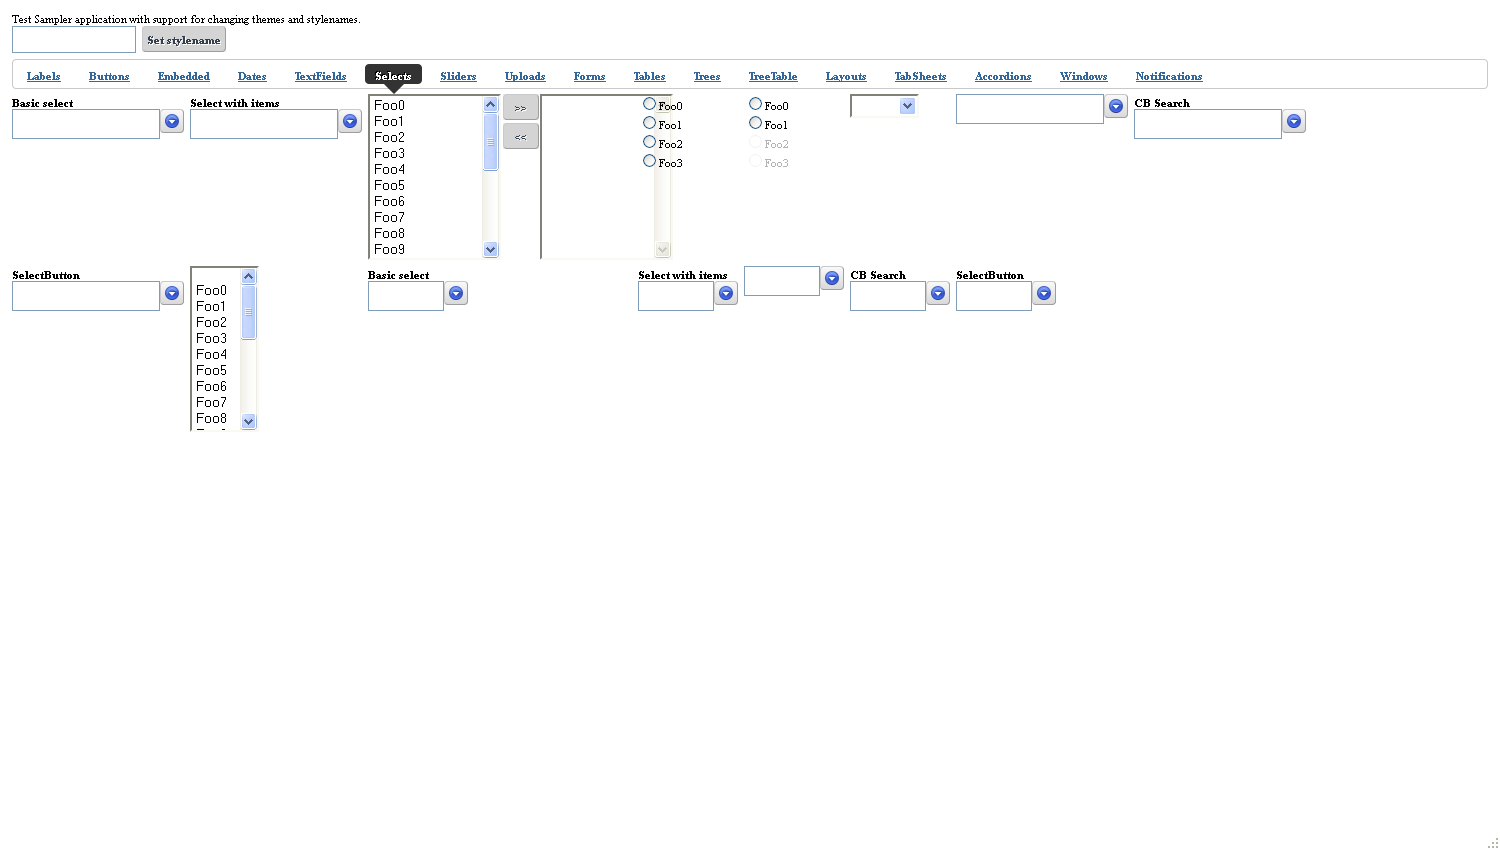 Test Sampler application with support for changing themes and stylenames.
Set stylename
Labels Buttons Embedded Dates TextFields Selects Sliders Uploads Forms Tables Trees TreeTable Layouts TabSheets Accordions Windows Notifications
Basic select Select with items CB Search
Foo0 >> Foo0 Foo0
Foo1 Foo1 Foo1
Foo2 << Foo2 Foo2
Foo3 Foo3 Foo3
Foo4
Foo5
Foo6
Foo7
Foo8
Foo9
SelectButton Basic select Select with items CB Search SelectButton
Foo0
Foo1
Foo2
Foo3
Foo4
Foo5
Foo6
Foo7
Foo8